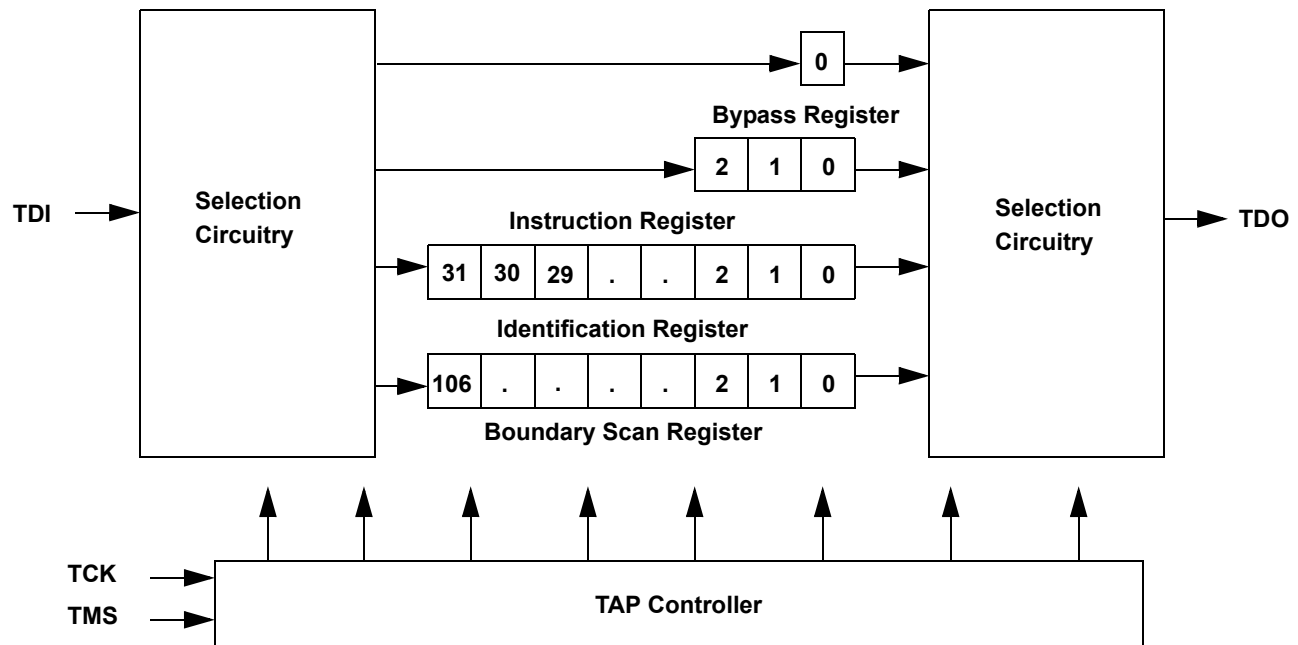 0
Bypass Register
2 1 0
TDI
Selection
Circuitry
Instruction Register
Selection
Circuitry
TDO
31 30 29 . . 2 1 0
Identification Register
106 . . . . 2 1 0
Boundary Scan Register
TCK
TMS
TAP Controller